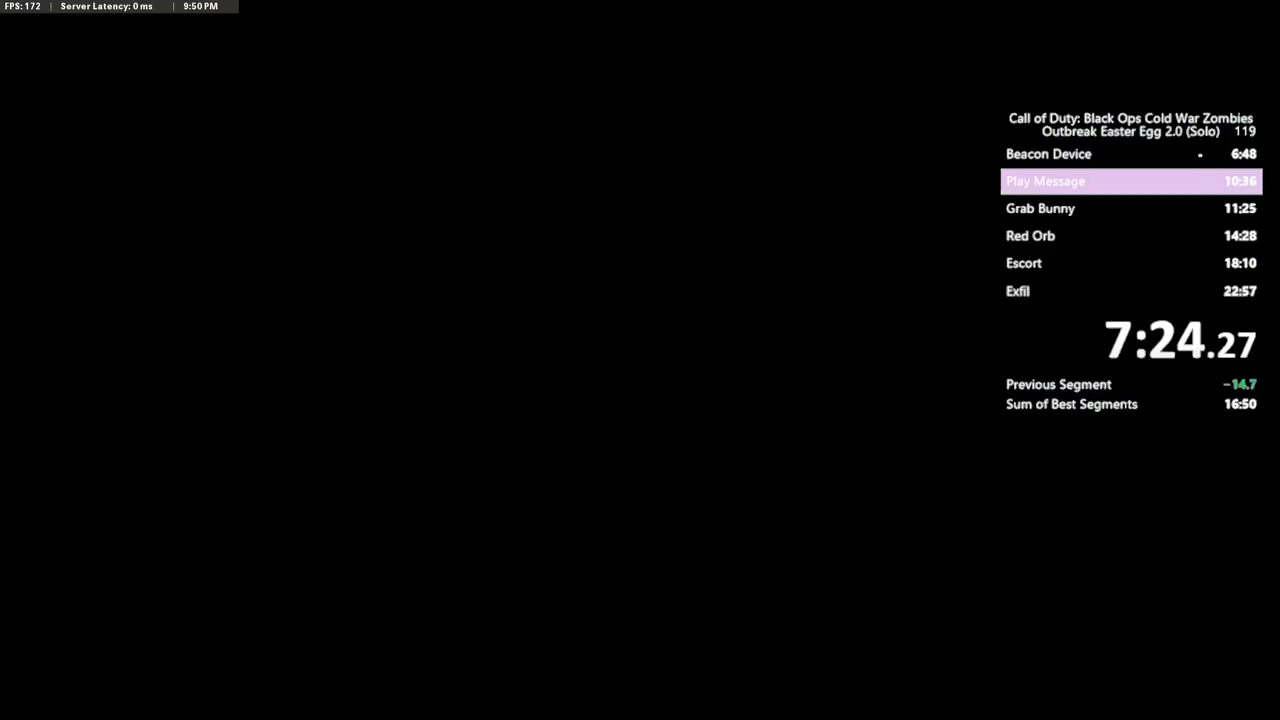 FPS: 172 | Server Latency: 0 ms | 9:50 PM
Call of Duty: Black Ops Cold War Zombies
Outbreak Easter Egg 2.0 (Solo) 119
Beacon Device - 6:48
Play Message 10:36
Grab Bunny 11:25
Red Orb 14:28
Escort 18:10
Exfil 22:57
7:24.27
Previous Segment −14.7
Sum of Best Segments 16:50